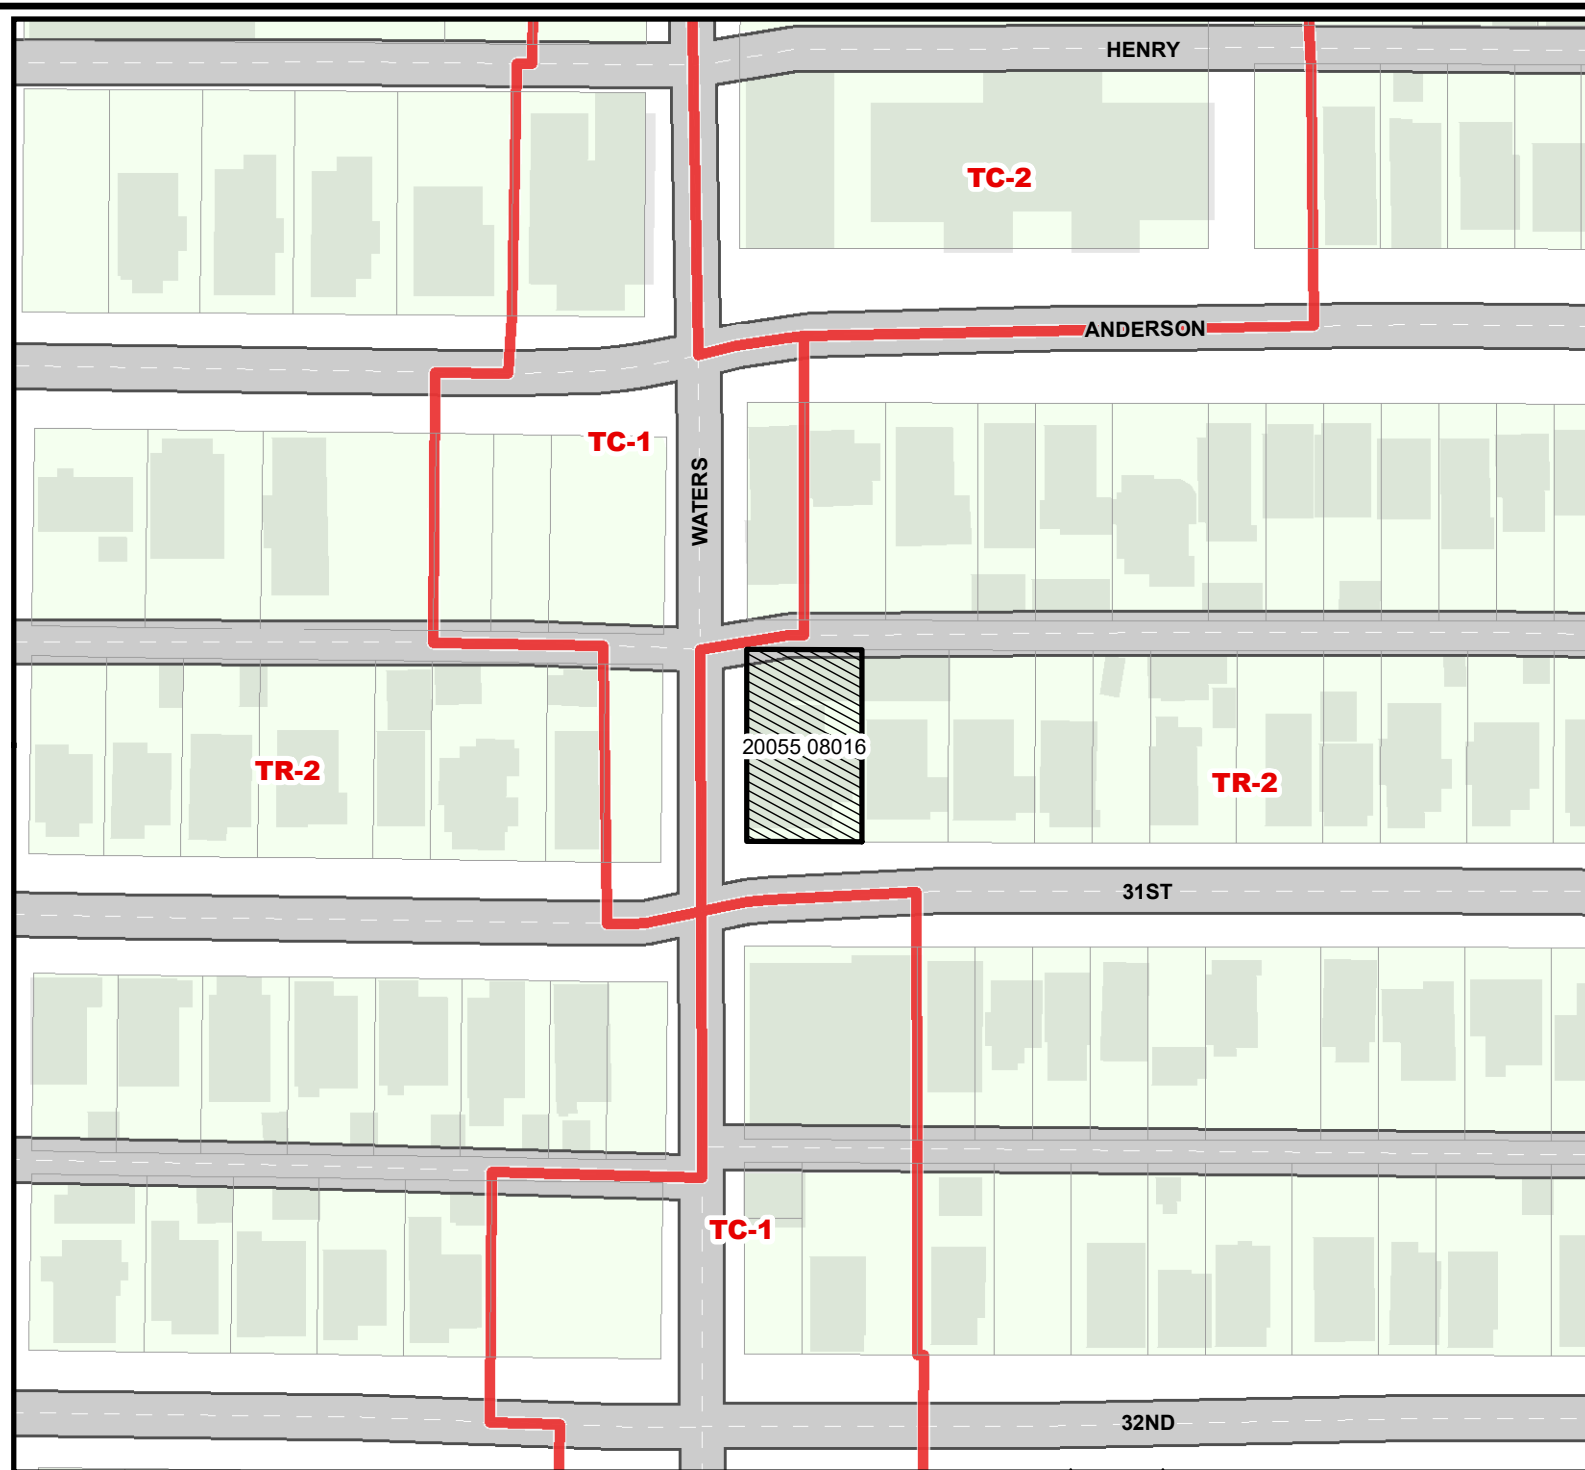 HENRY
TC-2
ANDERSON
TC-1
WATERS
20055 08016
TR-2
TR-2
31ST
TC-1
32ND